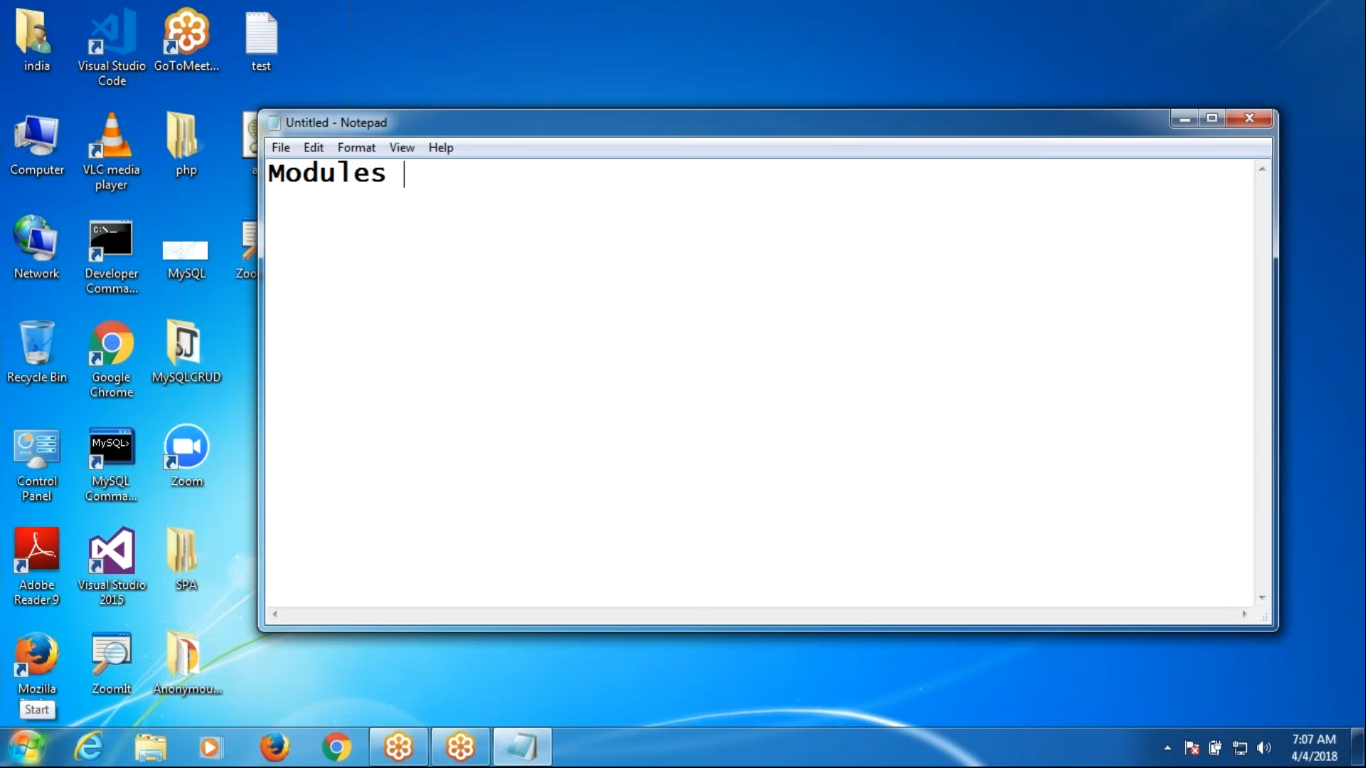 india
Visual Studio
Code
GoToMeet...
test
Computer
VLC media
player
php
Network
Developer
Comma...
MySQL
Zoo
Recycle Bin
Google
Chrome
MySQLCRUD
Control
Panel
MySQL>
MySQL
Comma...
Zoom
Adobe
Reader 9
Visual Studio
2015
SPA
Mozilla
ZoomIt
Anonymou...
Start
Untitled - Notepad
File Edit Format View Help
Modules
7:07 AM
4/4/2018